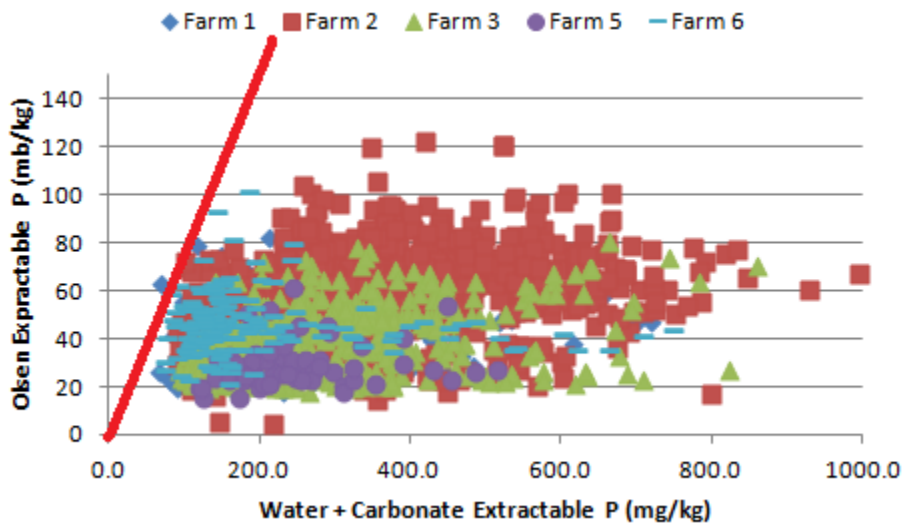 Farm 1 Farm 2 Farm 3 Farm 5 Farm 6
140
120
100
80
60
40
20
0
Olsen Expractable P (mb/kg)
0.0 200.0 400.0 600.0 800.0 1000.0
Water + Carbonate Extractable P (mg/kg)